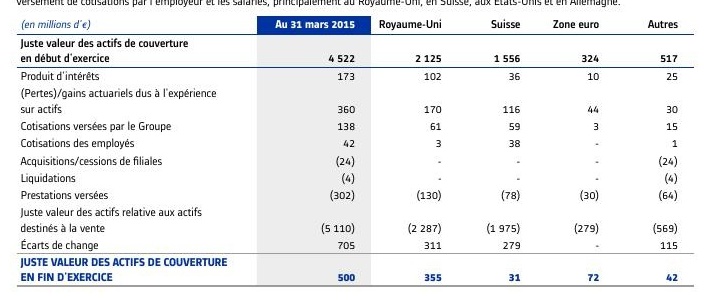 versement de cotisations par l'employeur et les salariés, principalement au Royaume-Uni, en Suisse, aux États-Unis et en Allemagne.
(en millions d'€) Au 31 mars 2015 Royaume-Uni Suisse Zone euro Autres
Juste valeur des actifs de couverture
en début d'exercice 4 522 2 125 1 556 324 517
Produit d'intérêts 173 102 36 10 25
(Pertes)/gains actuariels dus à l'expérience
sur actifs 360 170 116 44 30
Cotisations versées par le Groupe 138 61 59 3 15
Cotisations des employés 42 3 38 - 1
Acquisitions/cessions de filiales (24) - - - (24)
Liquidations (4) - - - (4)
Prestations versées (302) (130) (78) (30) (64)
Juste valeur des actifs relative aux actifs
destinés à la vente (5 110) (2 287) (1 975) (279) (569)
Écarts de change 705 311 279 - 115
JUSTE VALEUR DES ACTIFS DE COUVERTURE
EN FIN D'EXERCICE 500 355 31 72 42